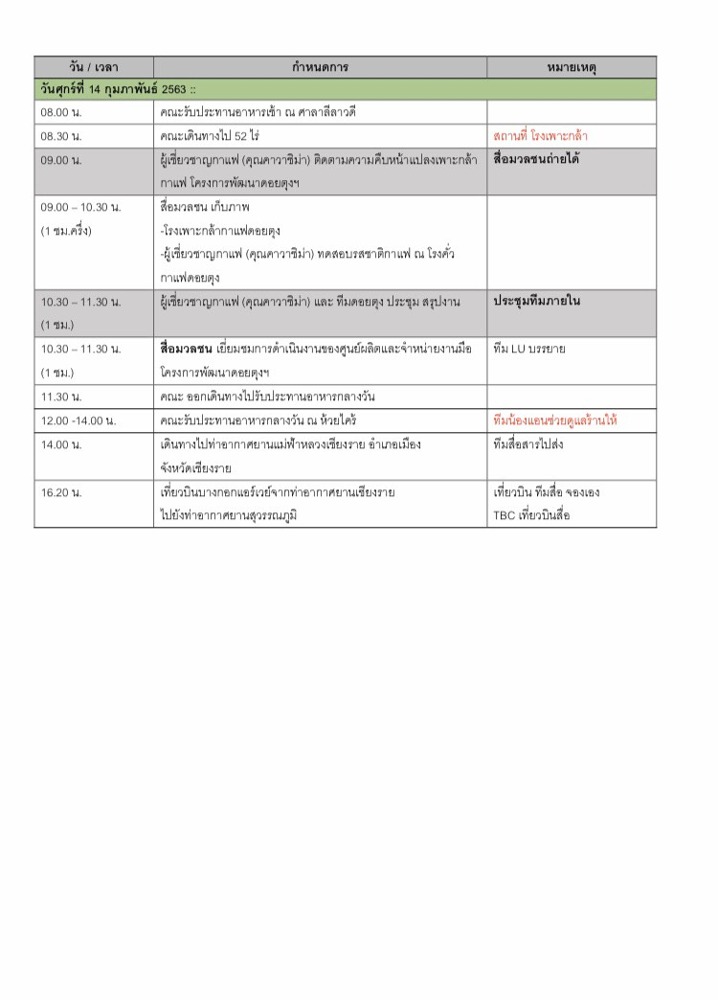 วัน / เวลา กำหนดการ หมายเหตุ
วันศุกร์ที่ 14 กุมภาพันธ์ 2563 ::
08.00 น. คณะรับประทานอาหารเช้า ณ ศาลาลีลาวดี
08.30 น. คณะเดินทางไป 52 ไร่ สถานที่ โรงเพาะกล้า
09.00 น. ผู้เชี่ยวชาญกาแฟ (คุณคาวาชิม่า) ติดตามความคืบหน้าแปลงเพาะกล้า สื่อมวลชนถ่ายได้
กาแฟ โครงการพัฒนาดอยตุงฯ
09.00 – 10.30 น. สื่อมวลชน เก็บภาพ
(1 ชม.ครึ่ง) -โรงเพาะกล้ากาแฟดอยตุง
-ผู้เชี่ยวชาญกาแฟ (คุณคาวาชิม่า) ทดสอบรสชาติกาแฟ ณ โรงคั่ว
กาแฟดอยตุง
10.30 – 11.30 น. ผู้เชี่ยวชาญกาแฟ (คุณคาวาชิม่า) และ ทีมดอยตุง ประชุม สรุปงาน ประชุมทีมภายใน
(1 ชม.)
10.30 – 11.30 น. สื่อมวลชน เยี่ยมชมการดำเนินงานของศูนย์ผลิตและจำหน่ายงานมือ ทีม LU บรรยาย
(1 ชม.) โครงการพัฒนาดอยตุงฯ
11.30 น. คณะ ออกเดินทางไปรับประทานอาหารกลางวัน
12.00 -14.00 น. คณะรับประทานอาหารกลางวัน ณ ห้วยไคร้ ทีมน้องแอนช่วยดูแลร้านให้
14.00 น. เดินทางไปท่าอากาศยานแม่ฟ้าหลวงเชียงราย อำเภอเมือง ทีมสื่อสารไปส่ง
จังหวัดเชียงราย
16.20 น. เที่ยวบินบางกอกแอร์เวย์จากท่าอากาศยานเชียงราย เที่ยวบิน ทีมสื่อ จองเอง
ไปยังท่าอากาศยานสุวรรณภูมิ TBC เที่ยวบินสื่อ